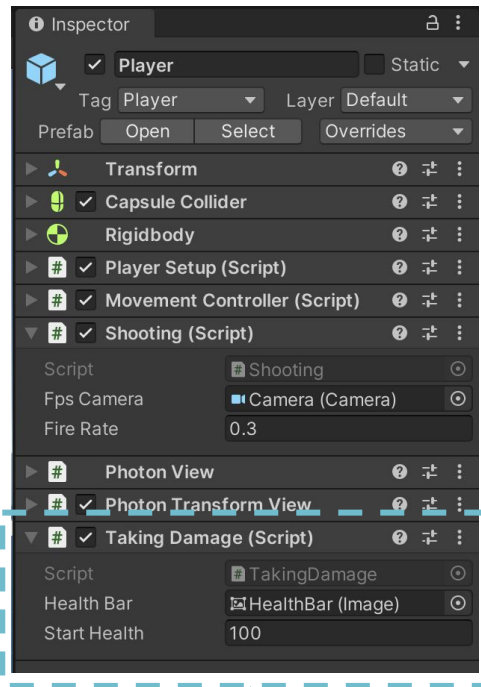 Inspector
Player Static
Tag Player Layer Default
Prefab Open Select Overrides
Transform
Capsule Collider
Rigidbody
# Player Setup (Script)
# Movement Controller (Script)
# Shooting (Script)
Script # Shooting
Fps Camera Camera (Camera)
Fire Rate 0.3
# Photon View
# Photon Transform View
# Taking Damage (Script)
Script # TakingDamage
Health Bar HealthBar (Image)
Start Health 100